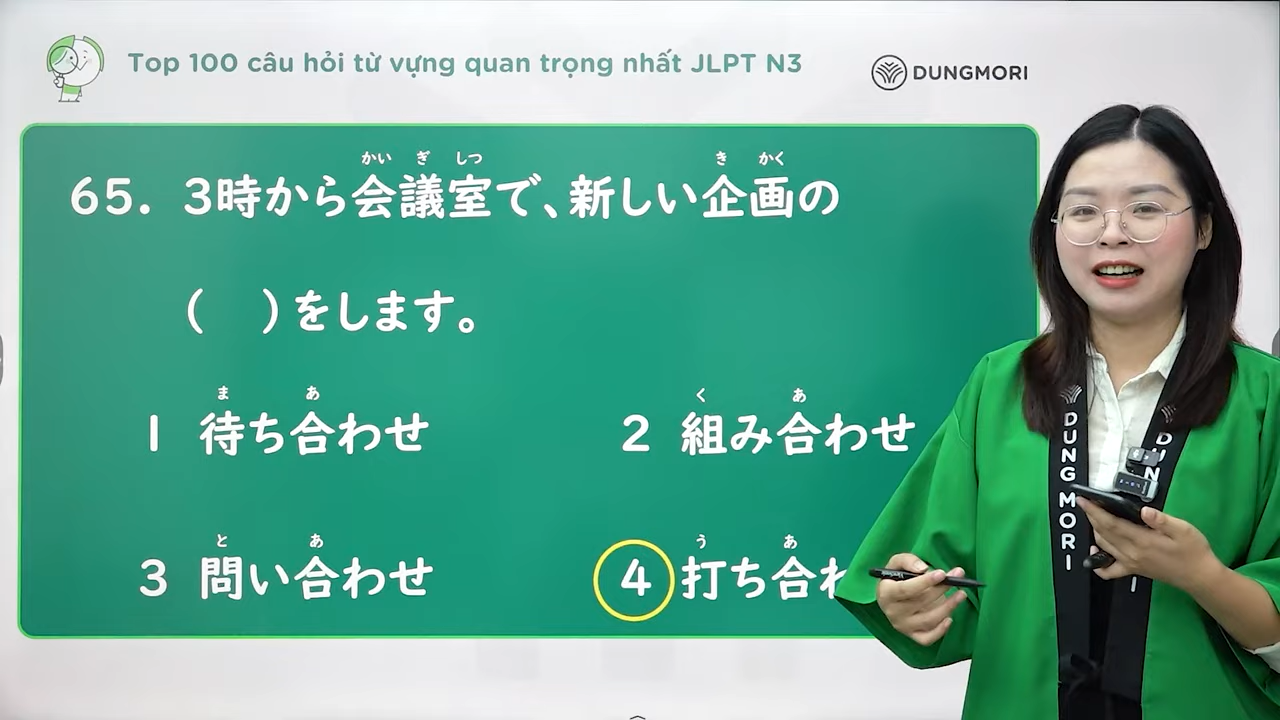 Top 100 câu hỏi từ vựng quan trọng nhất JLPT N3
DUNGMORI
かい ぎ しつ き かく
65. 3時から会議室で、新しい企画の
( )をします。
ま あ く あ
1 待ち合わせ 2 組み合わせ
と あ う あ
3 問い合わせ 4 打ち合わ
DUNGMORI
DUN